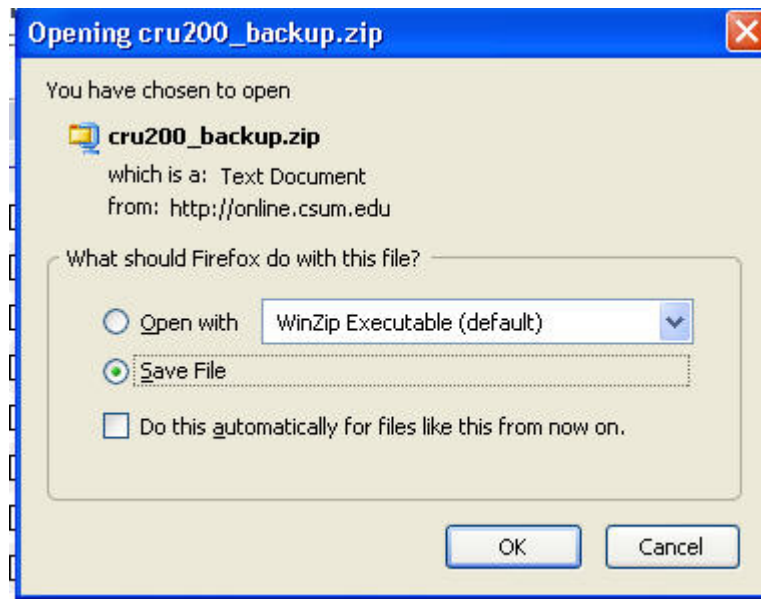 Opening cru200_backup.zip
You have chosen to open
cru200_backup.zip
which is a: Text Document
from: http://online.csum.edu
What should Firefox do with this file?
Open with WinZip Executable (default)
Save File
Do this automatically for files like this from now on.
OK Cancel